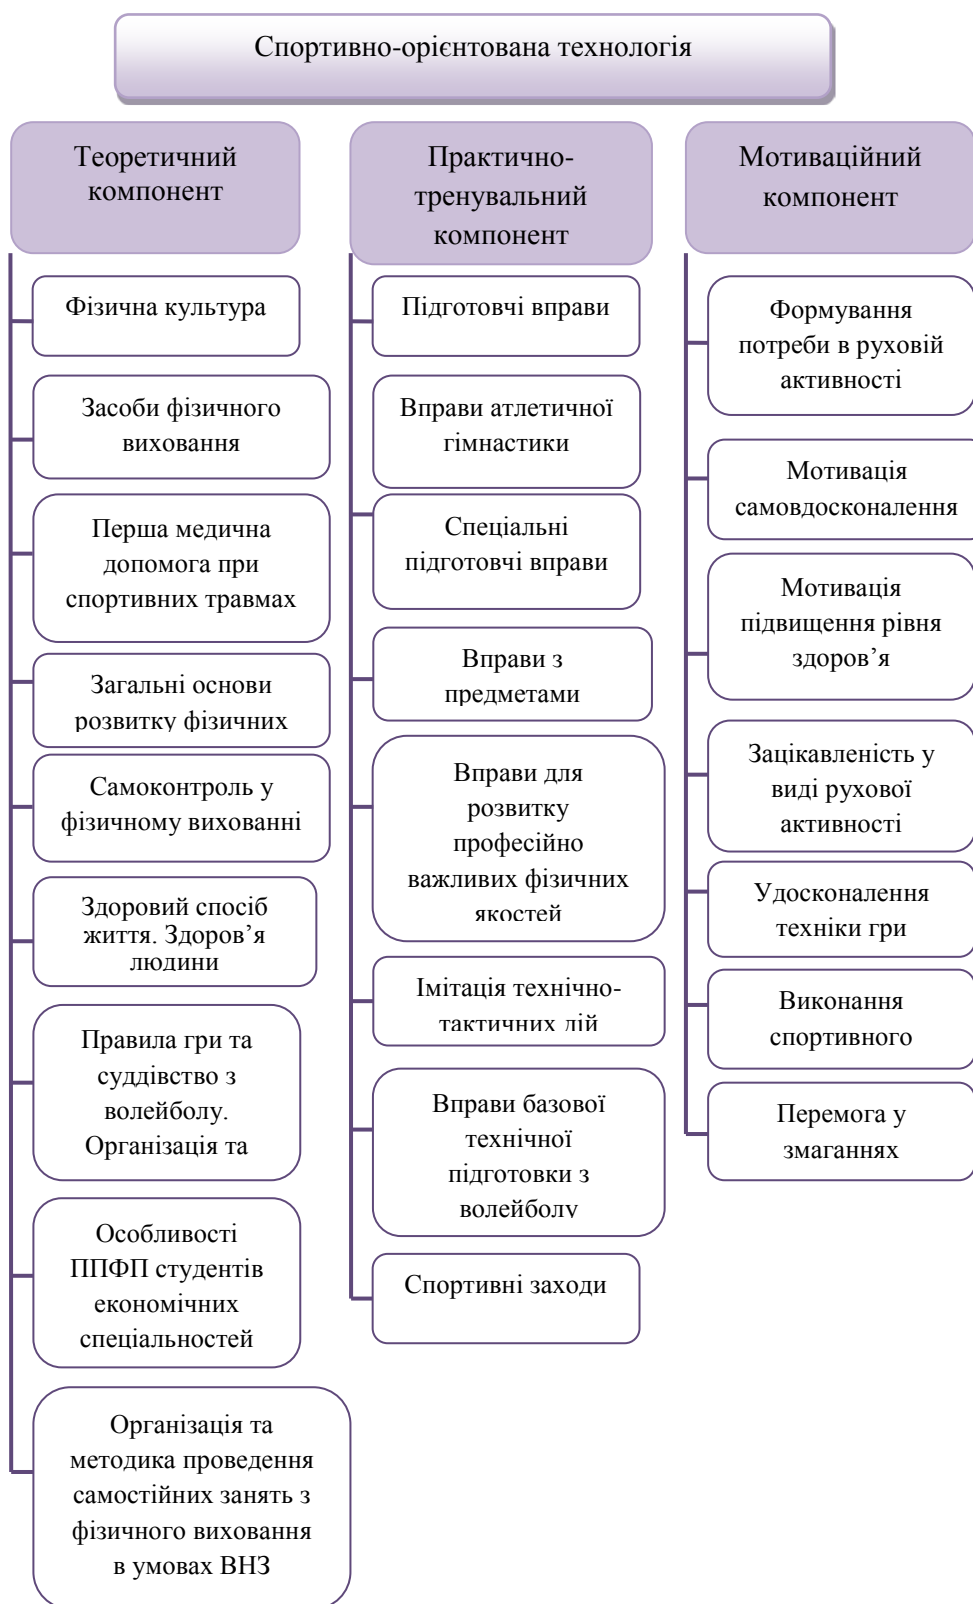 Спортивно-орієнтована технологія
Теоретичний
компонент
Фізична культура
Засоби фізичного
виховання
Перша медична
допомога при
спортивних травмах
Загальні основи
розвитку фізичних
Самоконтроль у
фізичному вихованні
Здоровий спосіб
життя. Здоров’я
людини
Правила гри та
суддівство з
волейболу.
Організація та
Особливості
ППФП студентів
економічних
спеціальностей
Організація та
методика проведення
самостійних занять з
фізичного виховання
в умовах ВНЗ
Практично-
тренувальний
компонент
Підготовчі вправи
Вправи атлетичної
гімнастики
Спеціальні
підготовчі вправи
Вправи з
предметами
Вправи для
розвитку
професійно
важливих фізичних
якостей
Імітація технічно-
тактичних дій
Вправи базової
технічної
підготовки з
волейболу
Спортивні заходи
Мотиваційний
компонент
Формування
потреби в руховій
активності
Мотивація
самовдосконалення
Мотивація
підвищення рівня
здоров’я
Зацікавленість у
виді рухової
активності
Удосконалення
техніки гри
Виконання
спортивного
Перемога у
змаганнях